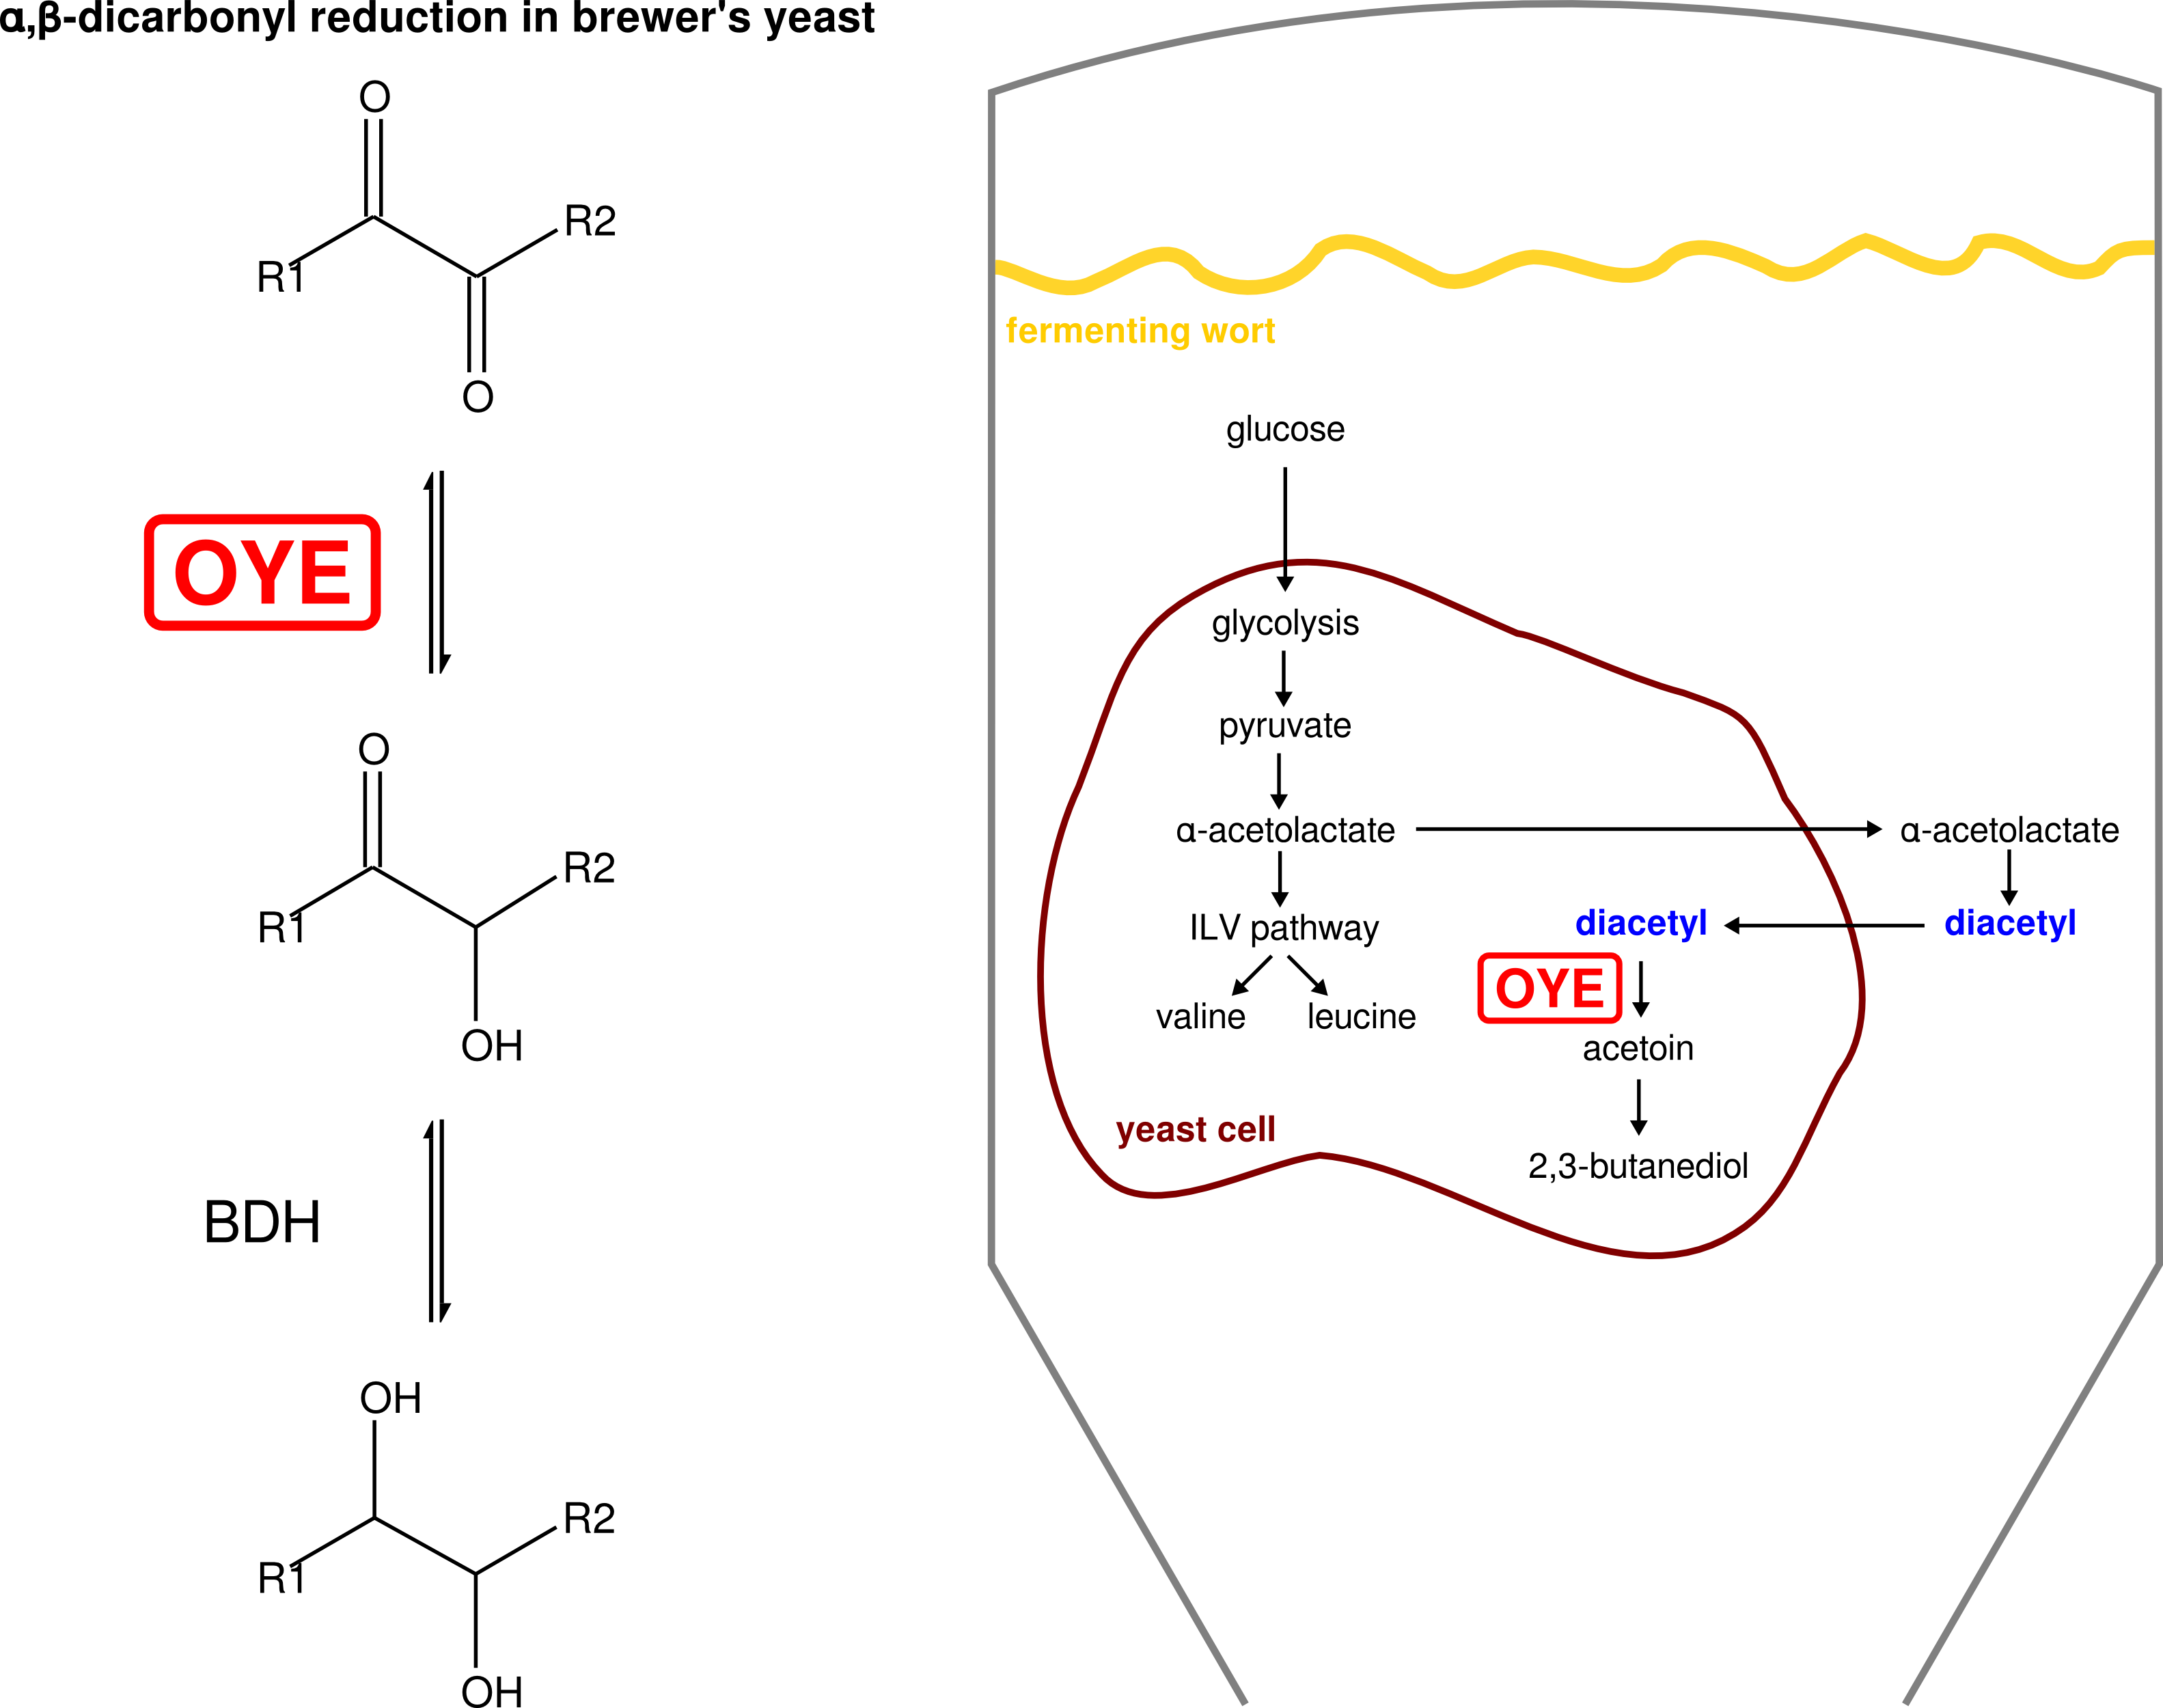 α,β-dicarbonyl reduction in brewer's yeast
O
R2
R1
O
OYE
O
R2
R1
OH
BDH
OH
R2
R1
OH
fermenting wort
glucose
glycolysis
pyruvate
α-acetolactate α-acetolactate
ILV pathway diacetyl diacetyl
OYE
valine leucine
acetoin
yeast cell
2,3-butanediol